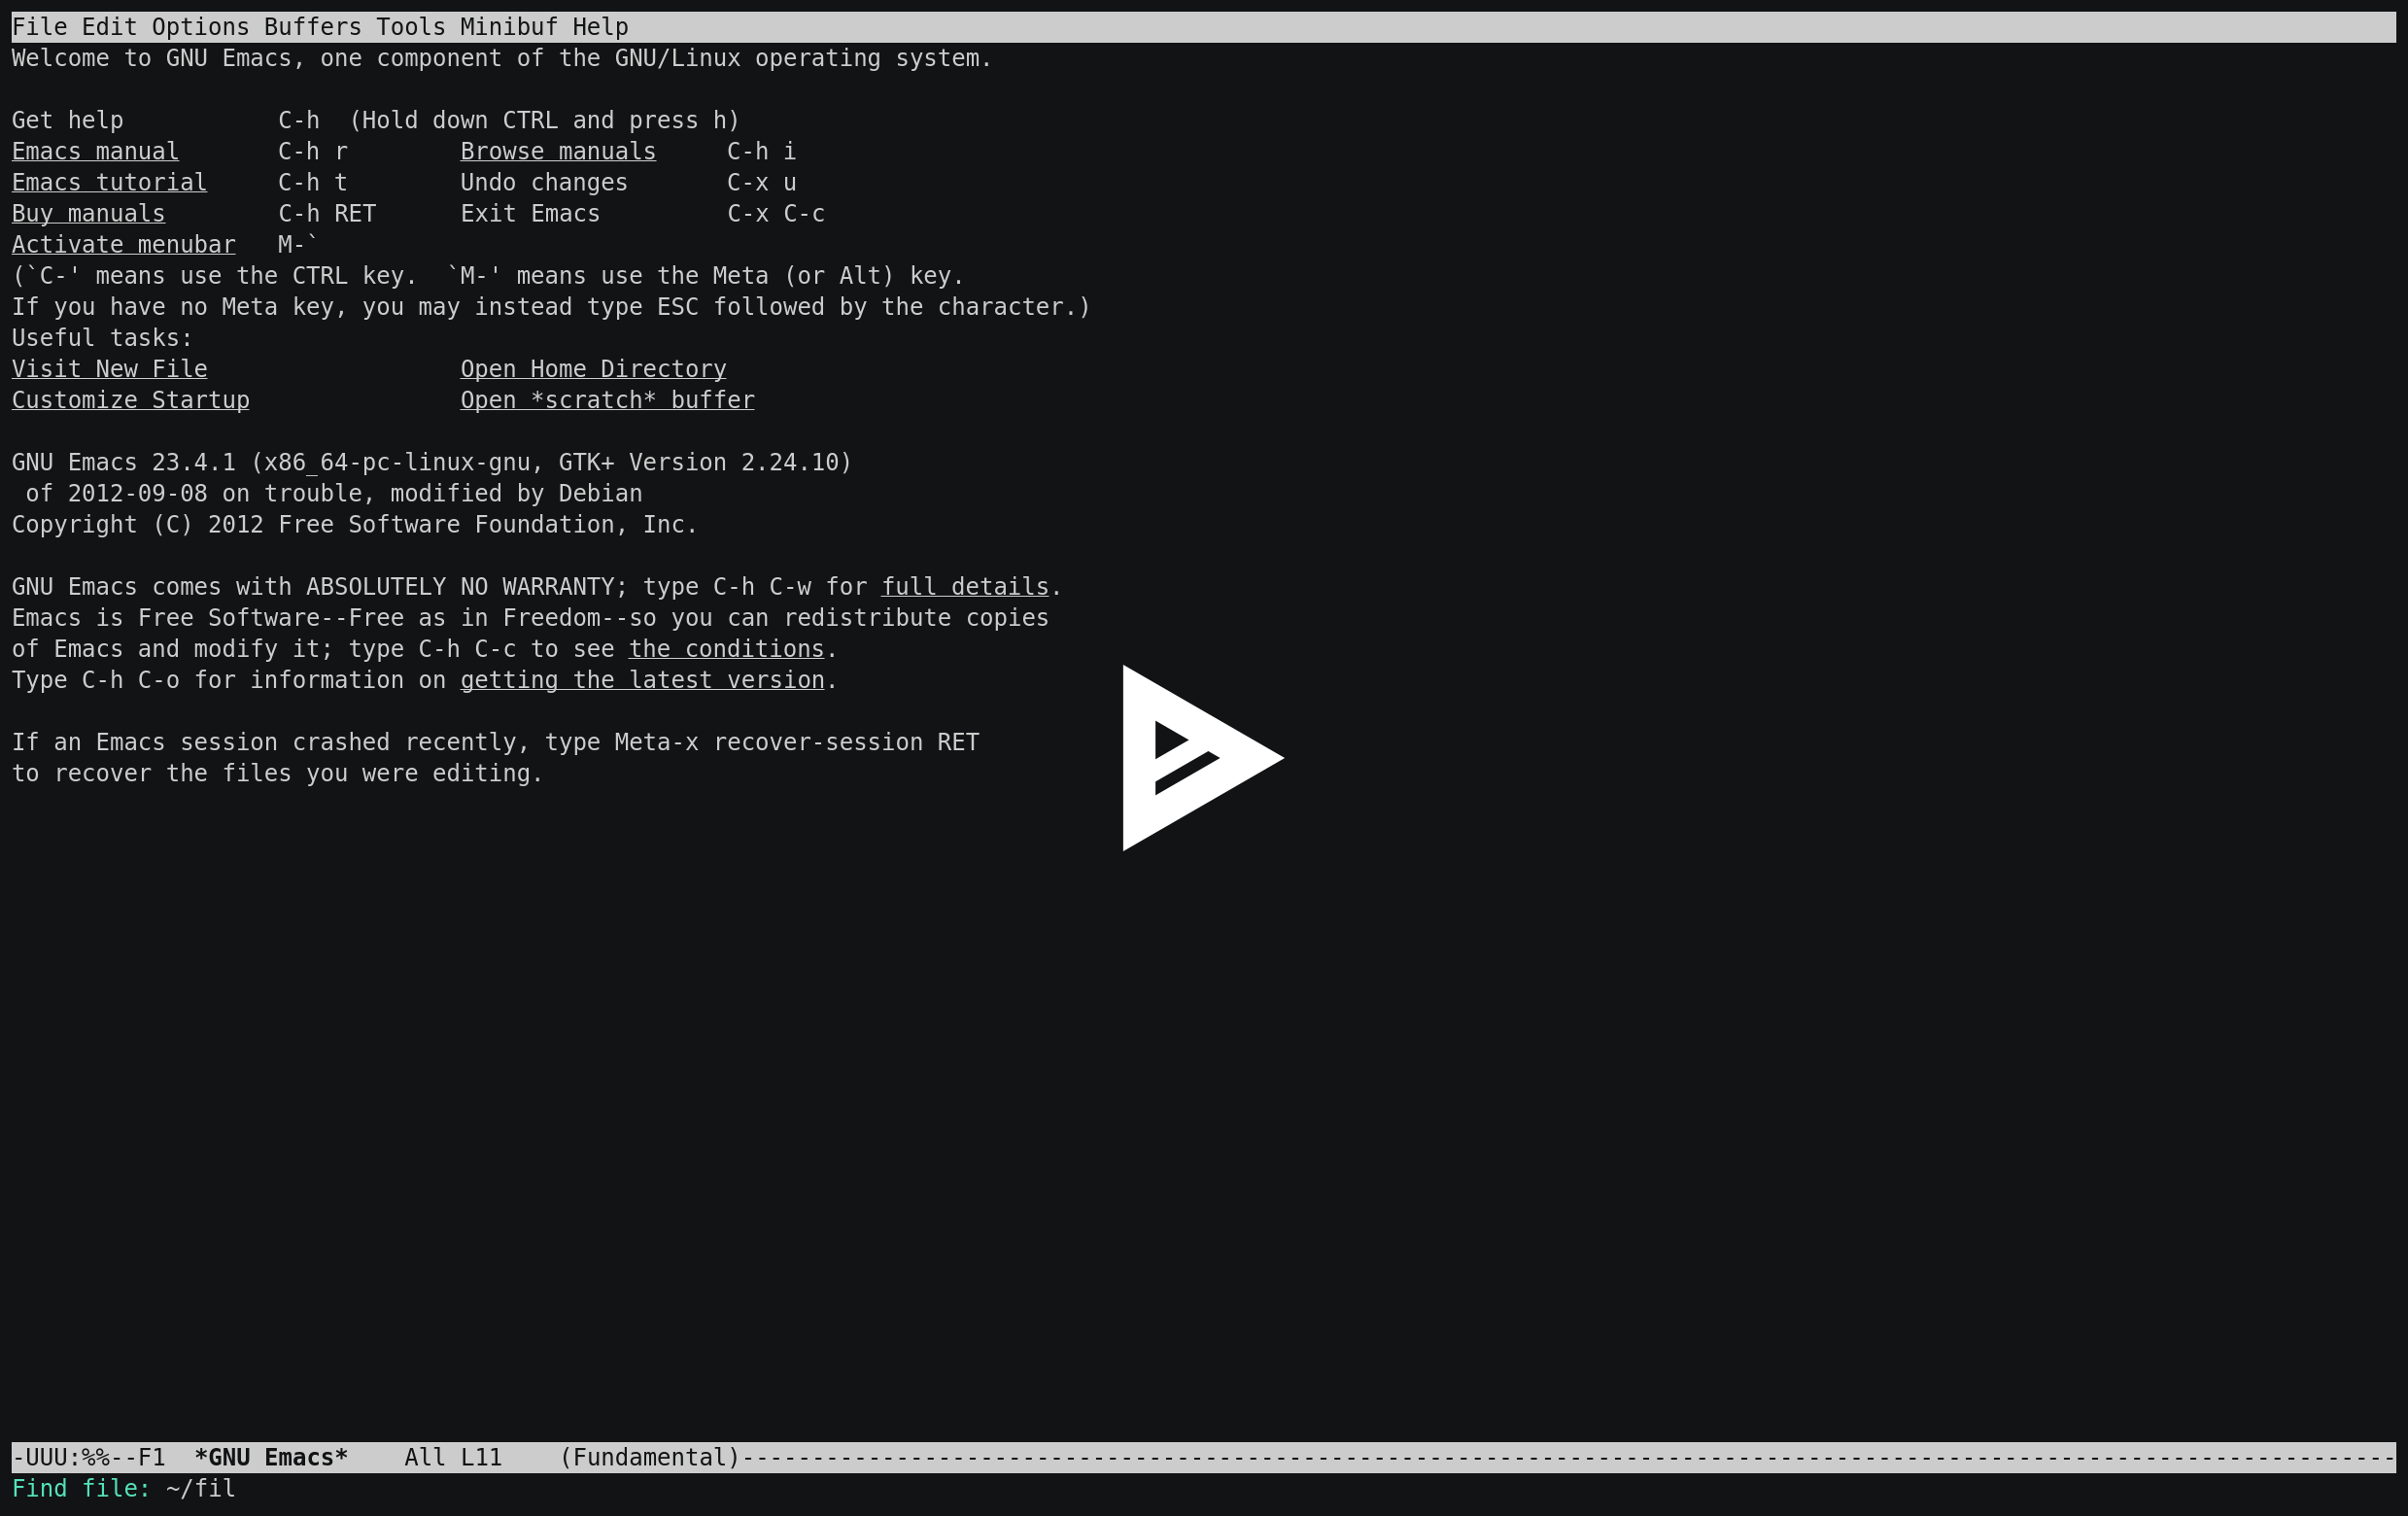 File Edit Options Buffers Tools Minibuf Help
Welcome to GNU Emacs, one component of the GNU/Linux operating system.
Get help           C-h  (Hold down CTRL and press h)
Emacs manual       C-h r        Browse manuals     C-h i
Emacs tutorial     C-h t        Undo changes       C-x u
Buy manuals        C-h RET      Exit Emacs         C-x C-c
Activate menubar   M-`
(`C-' means use the CTRL key.  `M-' means use the Meta (or Alt) key.
If you have no Meta key, you may instead type ESC followed by the character.)
Useful tasks:
Visit New File                  Open Home Directory
Customize Startup               Open *scratch* buffer
GNU Emacs 23.4.1 (x86_64-pc-linux-gnu, GTK+ Version 2.24.10)
 of 2012-09-08 on trouble, modified by Debian
Copyright (C) 2012 Free Software Foundation, Inc.
GNU Emacs comes with ABSOLUTELY NO WARRANTY; type C-h C-w for full details.
Emacs is Free Software--Free as in Freedom--so you can redistribute copies
of Emacs and modify it; type C-h C-c to see the conditions.
Type C-h C-o for information on getting the latest version.
If an Emacs session crashed recently, type Meta-x recover-session RET
to recover the files you were editing.
-UUU:%%--F1  *GNU Emacs*    All L11    (Fundamental)----------------------------------------------------------------------------------------------------------------------
Find file: ~/fil